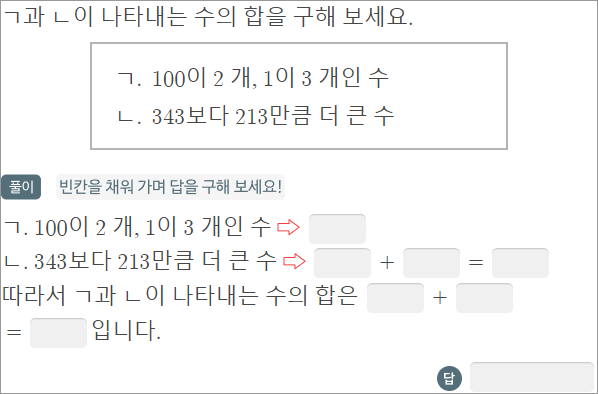 ㄱ과 ㄴ이 나타내는 수의 합을 구해 보세요.
ㄱ. 100이 2 개, 1이 3 개인 수
ㄴ. 343보다 213만큼 더 큰 수
풀이 빈칸을 채워 가며 답을 구해 보세요!
ㄱ. 100이 2 개, 1이 3 개인 수 ⇨
ㄴ. 343보다 213만큼 더 큰 수 ⇨ + =
따라서 ㄱ과 ㄴ이 나타내는 수의 합은 +
= 입니다.
답